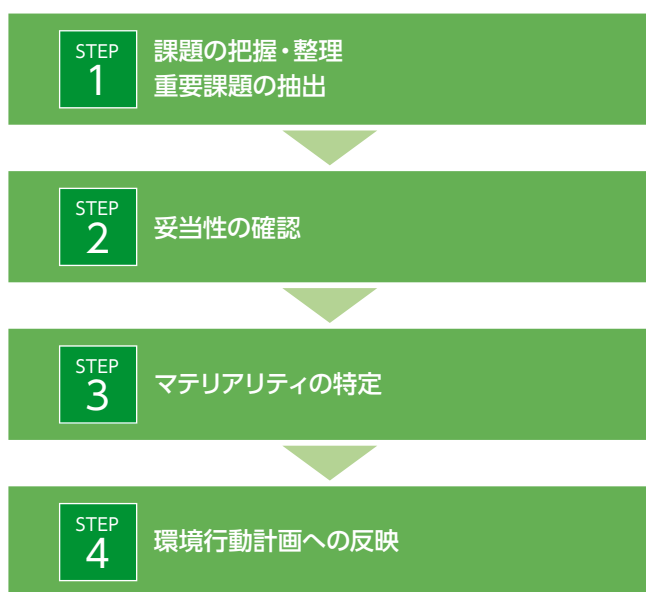 STEP
1
課題の把握・整理
重要課題の抽出
STEP
2
妥当性の確認
STEP
3
マテリアリティの特定
STEP
4
環境行動計画への反映